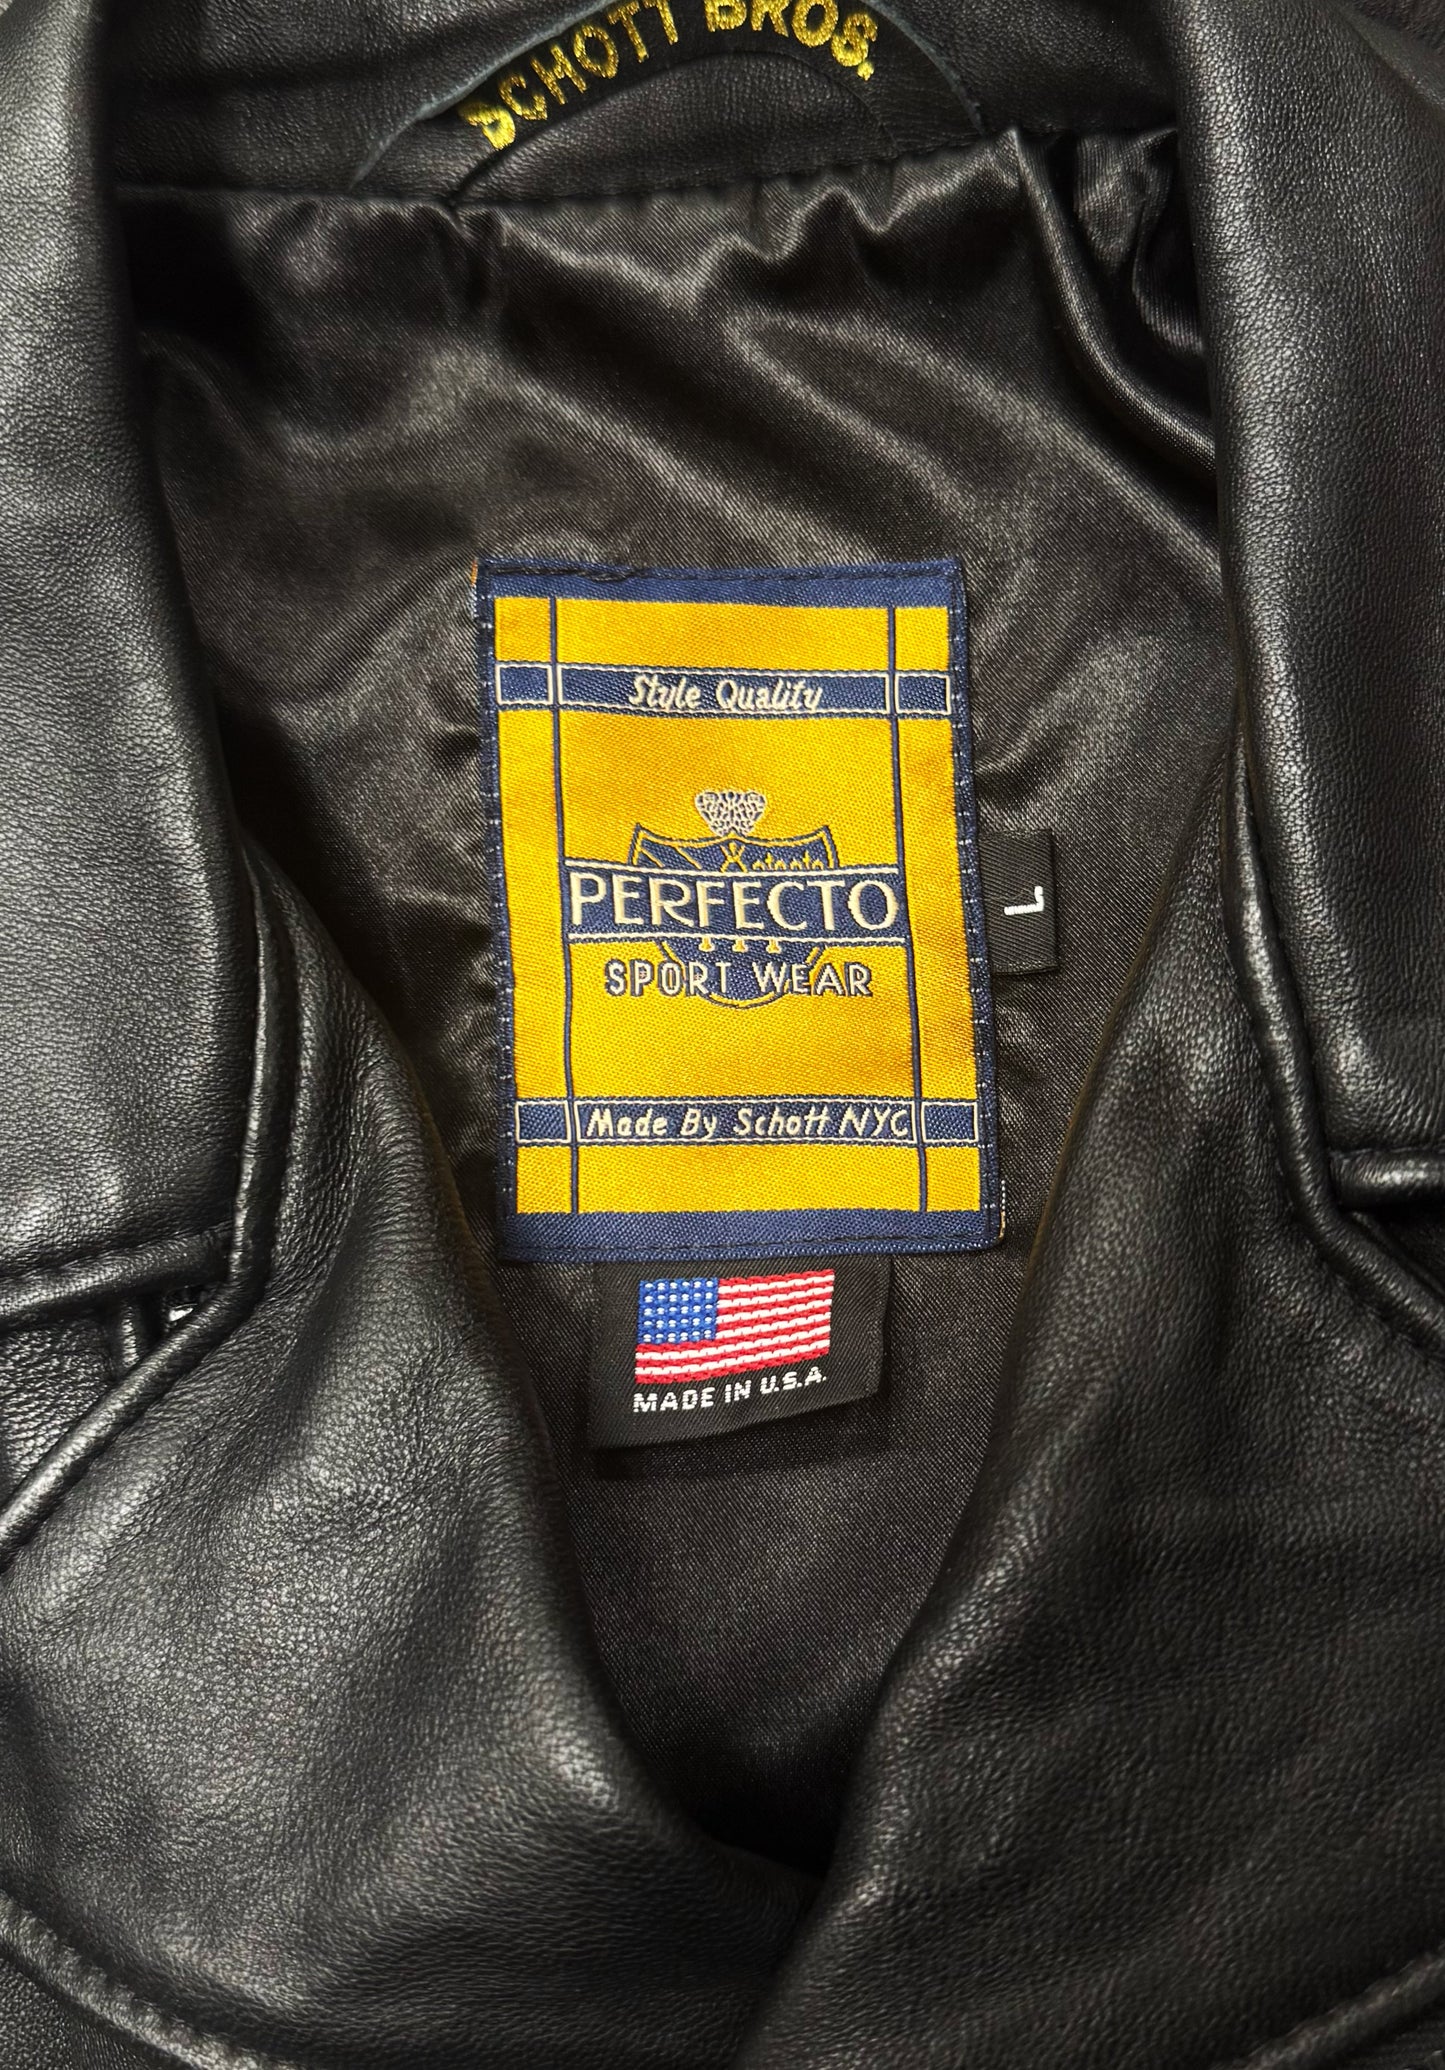 SCHOTT BROS.
Style Quality
PERFECTO
SPORT WEAR
Made By Schott NYC
L
MADE IN U.S.A.